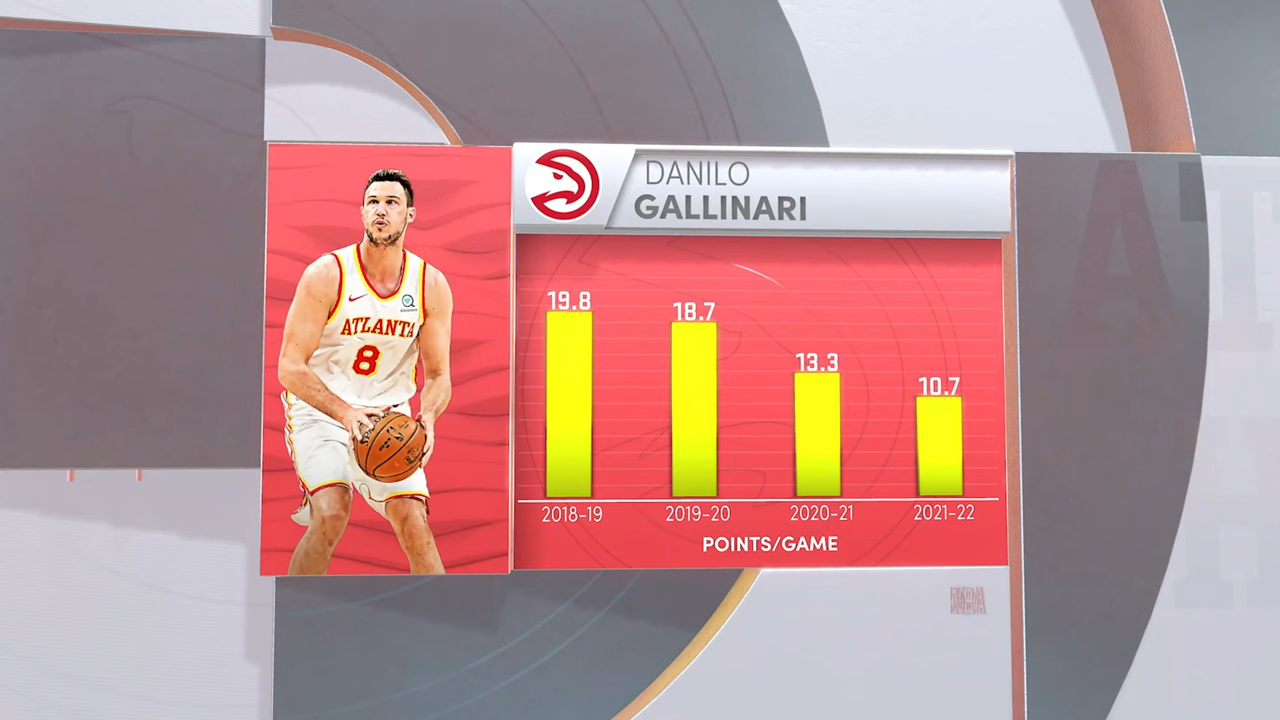 DANILO
GALLINARI
ATLANTA
8
19.8
18.7
13.3
10.7
2018-19
2019-20
2020-21
2021-22
POINTS/GAME
NBA